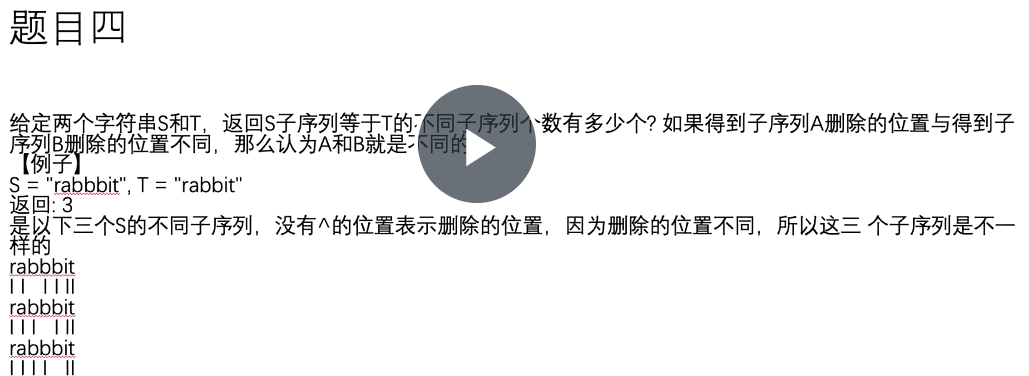 题目四
给定两个字符串S和T，返回S子序列等于T的不同子序列个数有多少个? 如果得到子序列A删除的位置与得到子
序列B删除的位置不同，那么认为A和B就是不同的
【例子】
S = "rabbbit", T = "rabbit"
返回: 3
是以下三个S的不同子序列，没有^的位置表示删除的位置，因为删除的位置不同，所以这三 个子序列是不一
样的
rabbbit
| |   | | ||
rabbbit
| | |   | ||
rabbbit
| | | |   ||